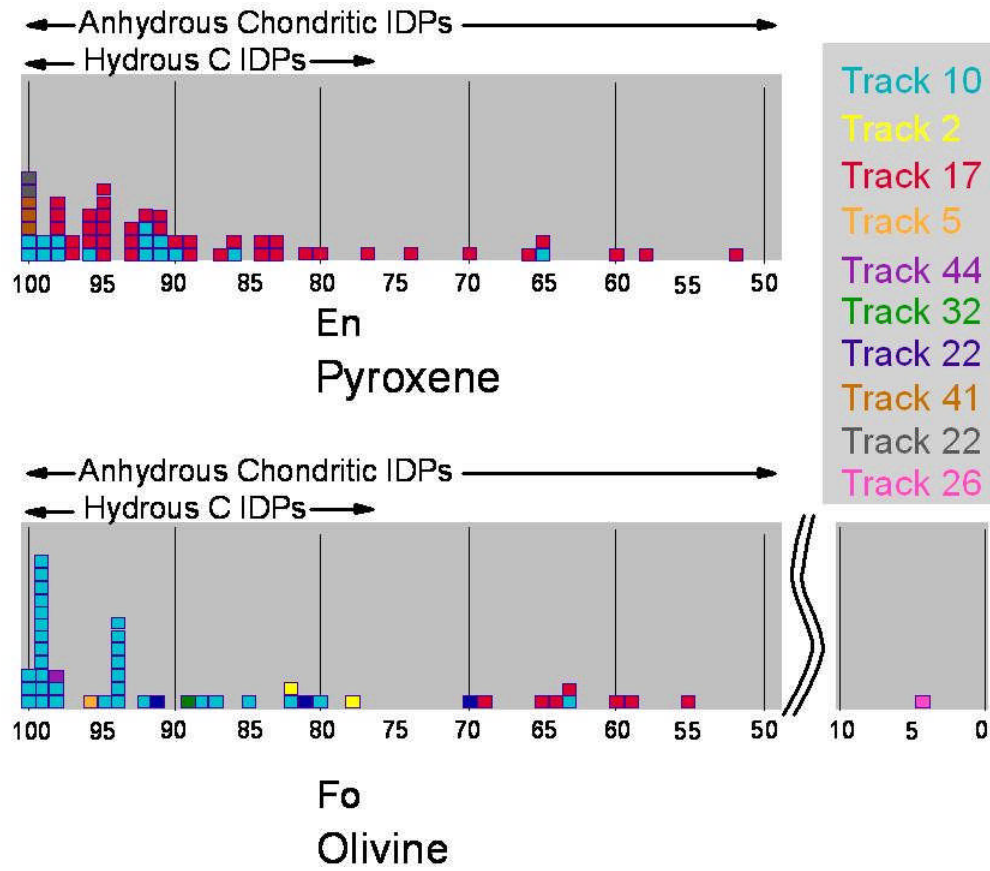 Anhydrous Chondritic IDPs
Hydrous C IDPs
100 95 90 85 80 75 70 65 60 55 50
En
Pyroxene
Track 10
Track 2
Track 17
Track 5
Track 44
Track 32
Track 22
Track 41
Track 22
Track 26
Anhydrous Chondritic IDPs
Hydrous C IDPs
100 95 90 85 80 75 70 65 60 55 50 10 5 0
Fo
Olivine